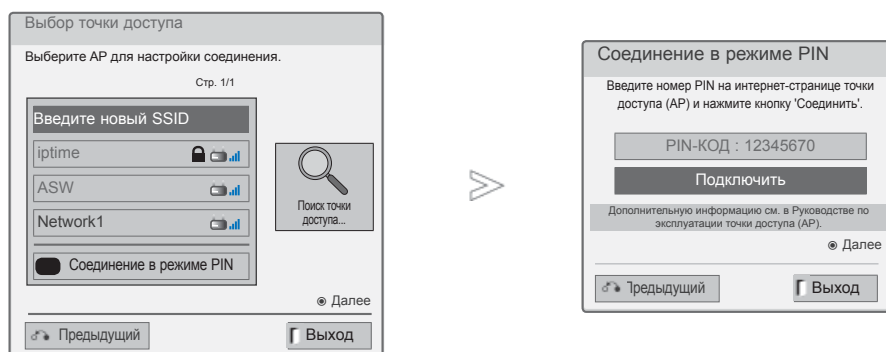 Выбор точки доступа
Выберите AP для настройки соединения.
Стр. 1/1
Введите новый SSID
iptime
ASW
Network1
Соединение в режиме PIN
Поиск точки
доступа...
Далее
Предыдущий
Выход
Соединение в режиме PIN
Введите номер PIN на интернет-странице точки
доступа (AP) и нажмите кнопку 'Соединить'.
PIN-КОД : 12345670
Подключить
Дополнительную информацию см. в Руководстве по
эксплуатации точки доступа (AP).
Далее
Предыдущий
Выход